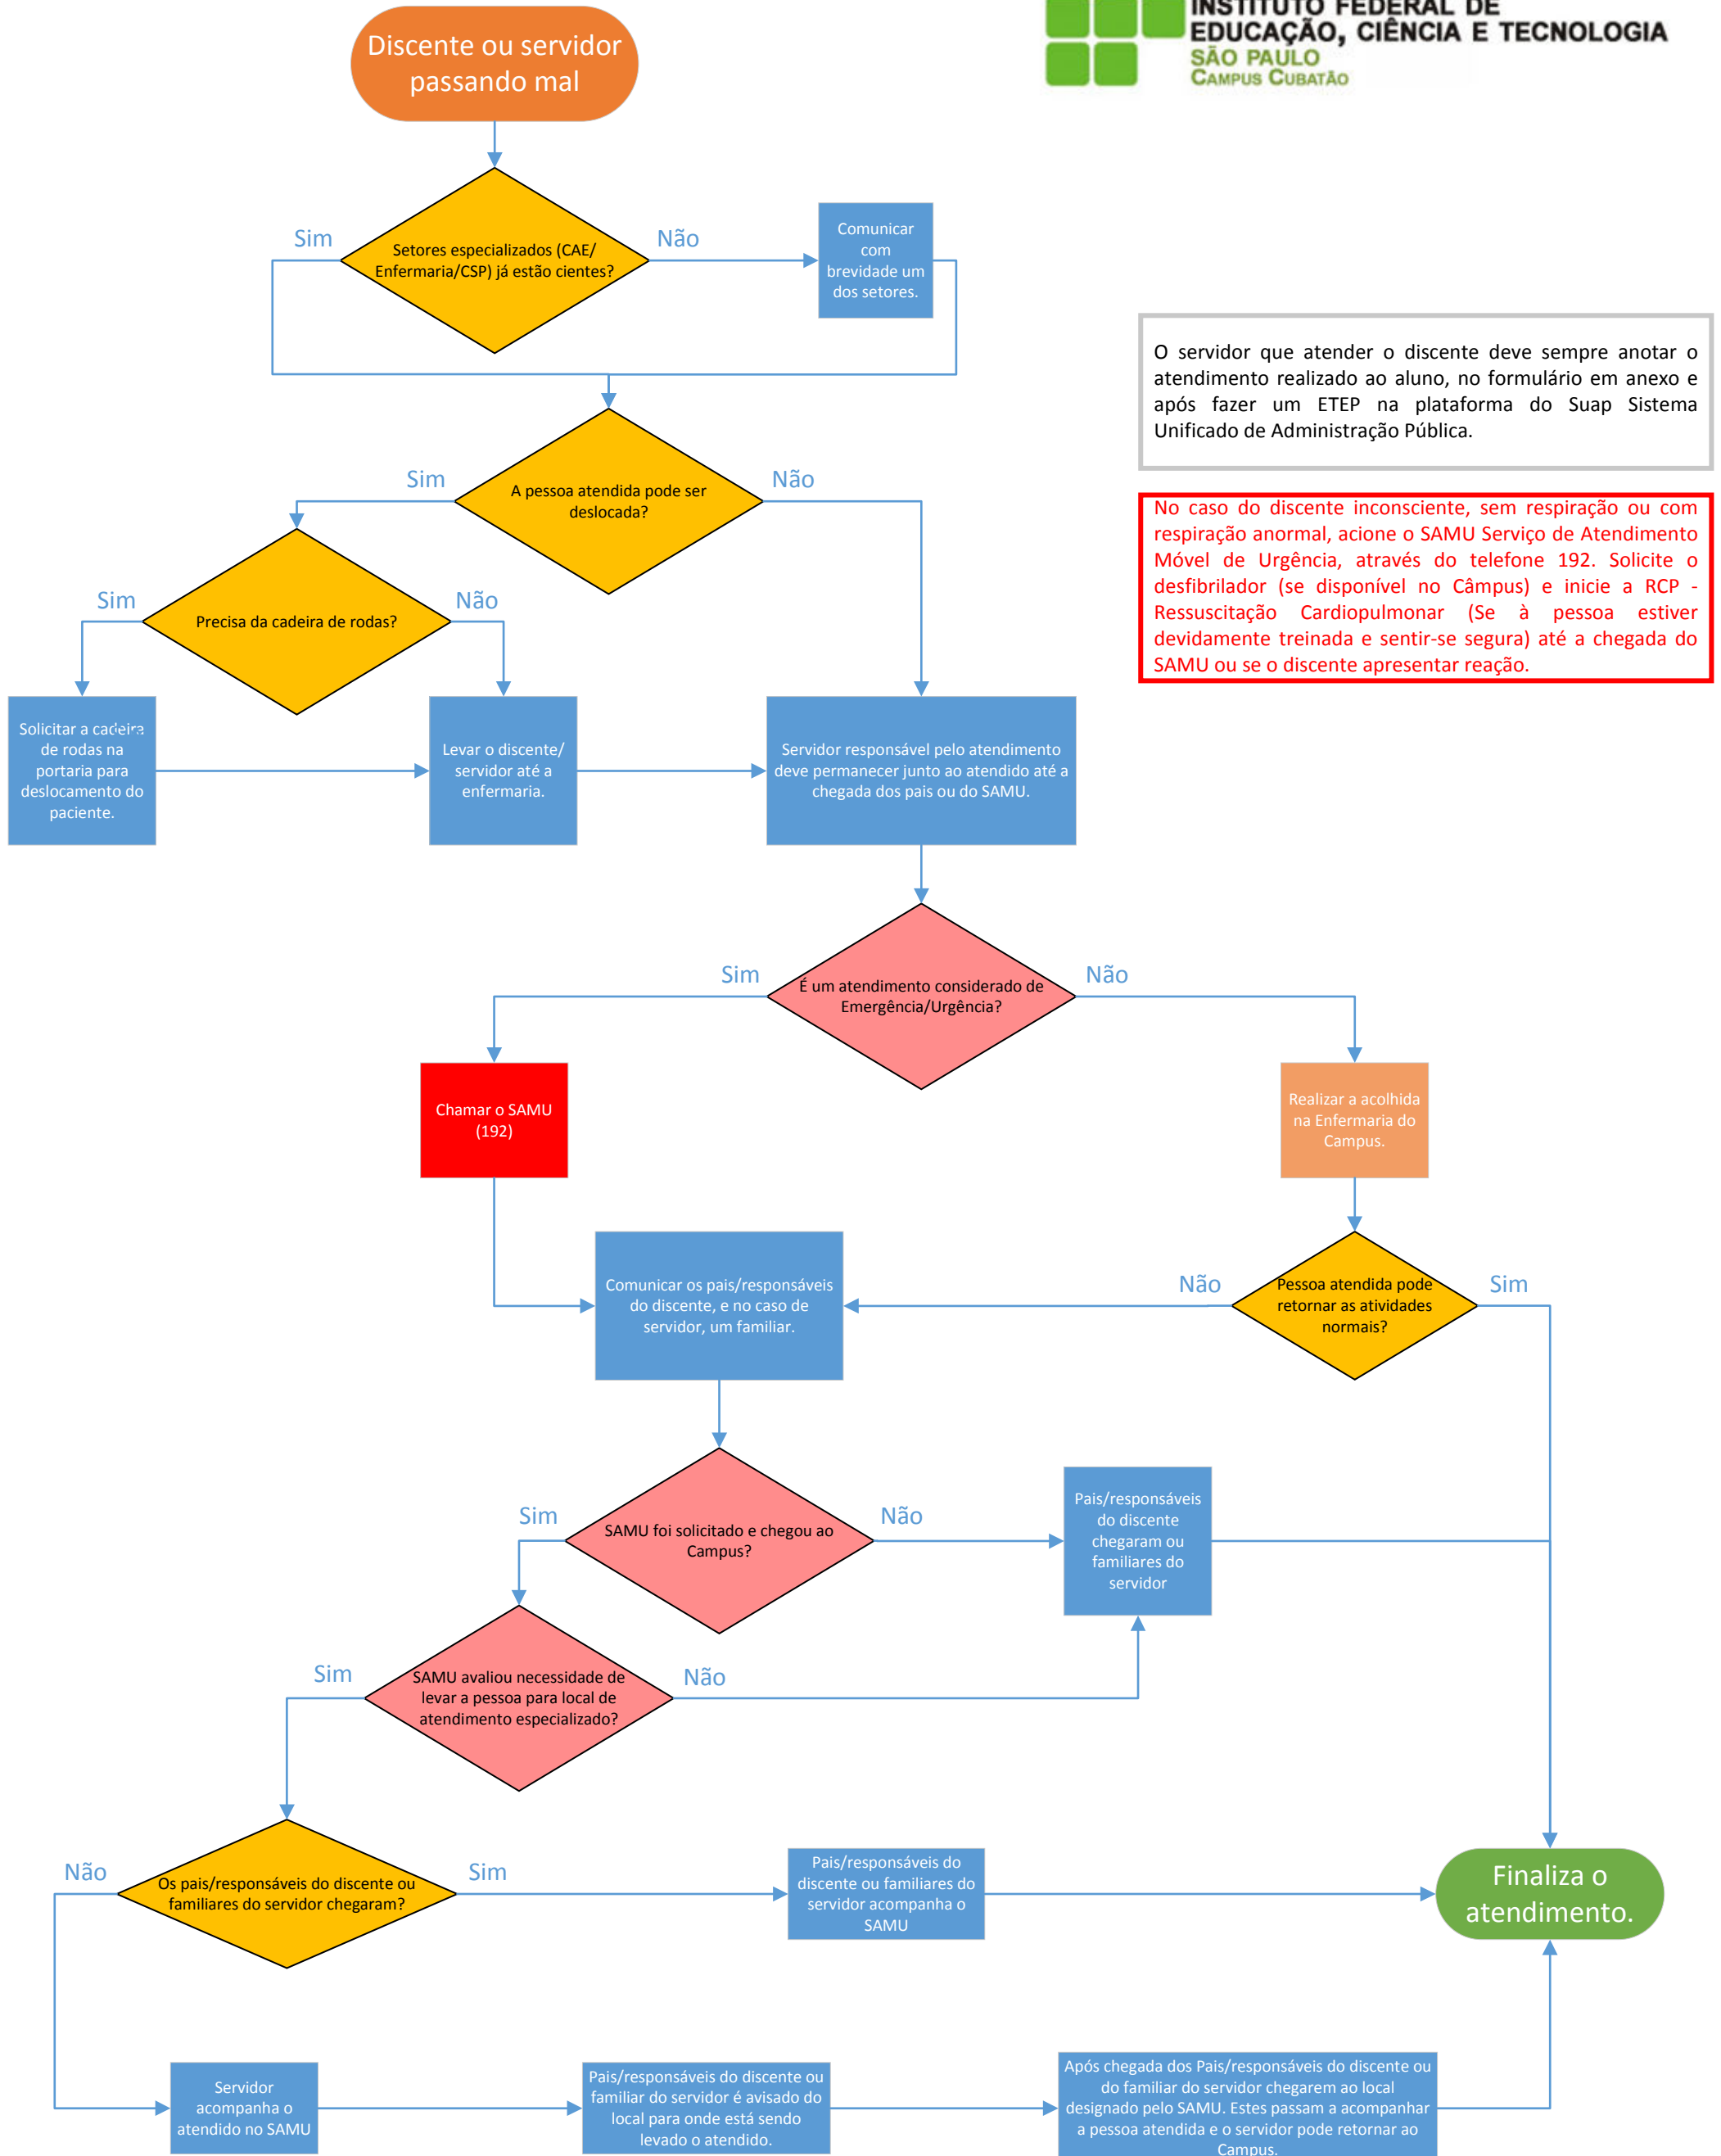 INSTITUTO FEDERAL DE
EDUCAÇÃO, CIÊNCIA E TECNOLOGIA
SÃO PAULO
CAMPUS CUBATÃO
Discente ou servidor
passando mal
Sim
Setores especializados (CAE/
Enfermaria/CSP) já estão cientes?
Não
Comunicar
com
brevidade um
dos setores.
O servidor que atender o discente deve sempre anotar o
atendimento realizado ao aluno, no formulário em anexo e
após fazer um ETEP na plataforma do Suap Sistema
Unificado de Administração Pública.
Sim
A pessoa atendida pode ser
deslocada?
Não
No caso do discente inconsciente, sem respiração ou com
respiração anormal, acione o SAMU Serviço de Atendimento
Móvel de Urgência, através do telefone 192. Solicite o
desfibrilador (se disponível no Câmpus) e inicie a RCP -
Ressuscitação Cardiopulmonar (Se à pessoa estiver
devidamente treinada e sentir-se segura) até a chegada do
SAMU ou se o discente apresentar reação.
Sim
Precisa da cadeira de rodas?
Não
Solicitar a cadeira
de rodas na
portaria para
deslocamento do
paciente.
Levar o discente/
servidor até a
enfermaria.
Servidor responsável pelo atendimento
deve permanecer junto ao atendido até a
chegada dos pais ou do SAMU.
Sim
É um atendimento considerado de
Emergência/Urgência?
Não
Chamar o SAMU
(192)
Realizar a acolhida
na Enfermaria do
Campus.
Comunicar os pais/responsáveis
do discente, e no caso de
servidor, um familiar.
Não
Pessoa atendida pode
retornar as atividades
normais?
Sim
Sim
SAMU foi solicitado e chegou ao
Campus?
Não
Pais/responsáveis
do discente
chegaram ou
familiares do
servidor
Sim
SAMU avaliou necessidade de
levar a pessoa para local de
atendimento especializado?
Não
Não
Os pais/responsáveis do discente ou
familiares do servidor chegaram?
Sim
Pais/responsáveis do
discente ou familiares do
servidor acompanha o
SAMU
Finaliza o
atendimento.
Servidor
acompanha o
atendido no SAMU
Pais/responsáveis do discente ou
familiar do servidor é avisado do
local para onde está sendo
levado o atendido.
Após chegada dos Pais/responsáveis do discente ou
do familiar do servidor chegarem ao local
designado pelo SAMU. Estes passam a acompanhar
a pessoa atendida e o servidor pode retornar ao
Campus.